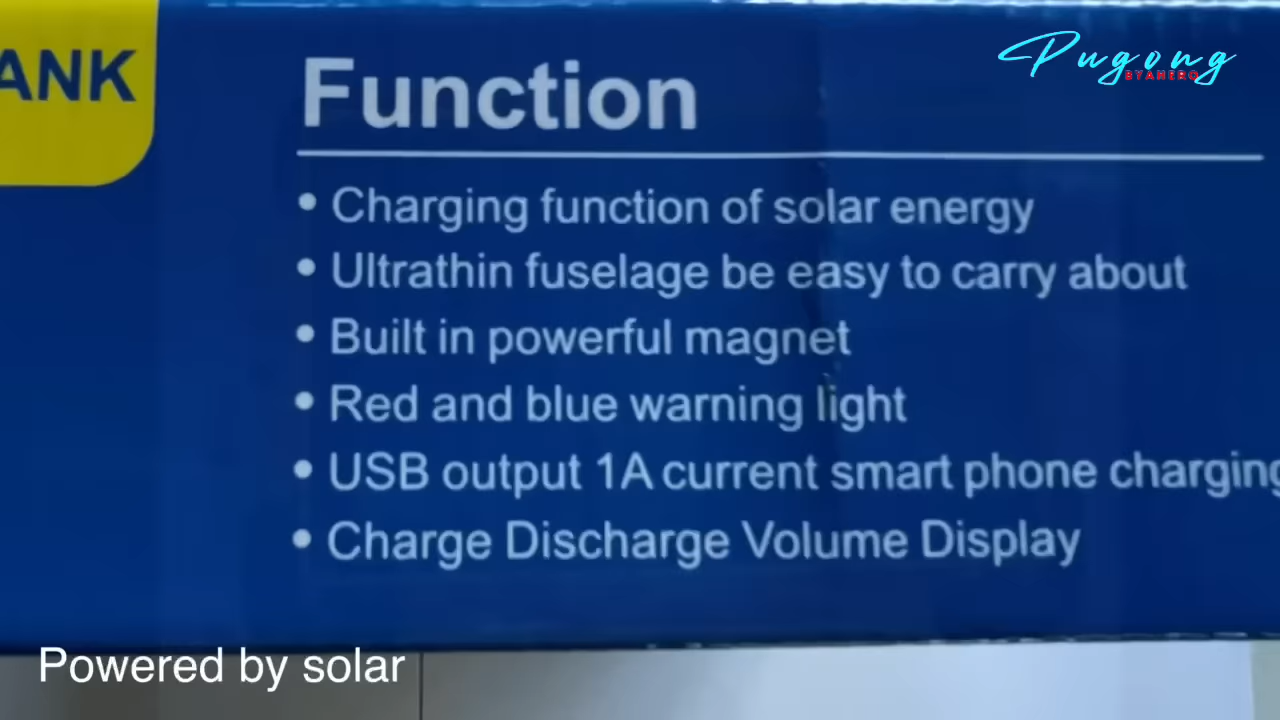 ANK
Pugong
BYANERO
Function
• Charging function of solar energy
• Ultrathin fuselage be easy to carry about
• Built in powerful magnet
• Red and blue warning light
• USB output 1A current smart phone charging
• Charge Discharge Volume Display
Powered by solar